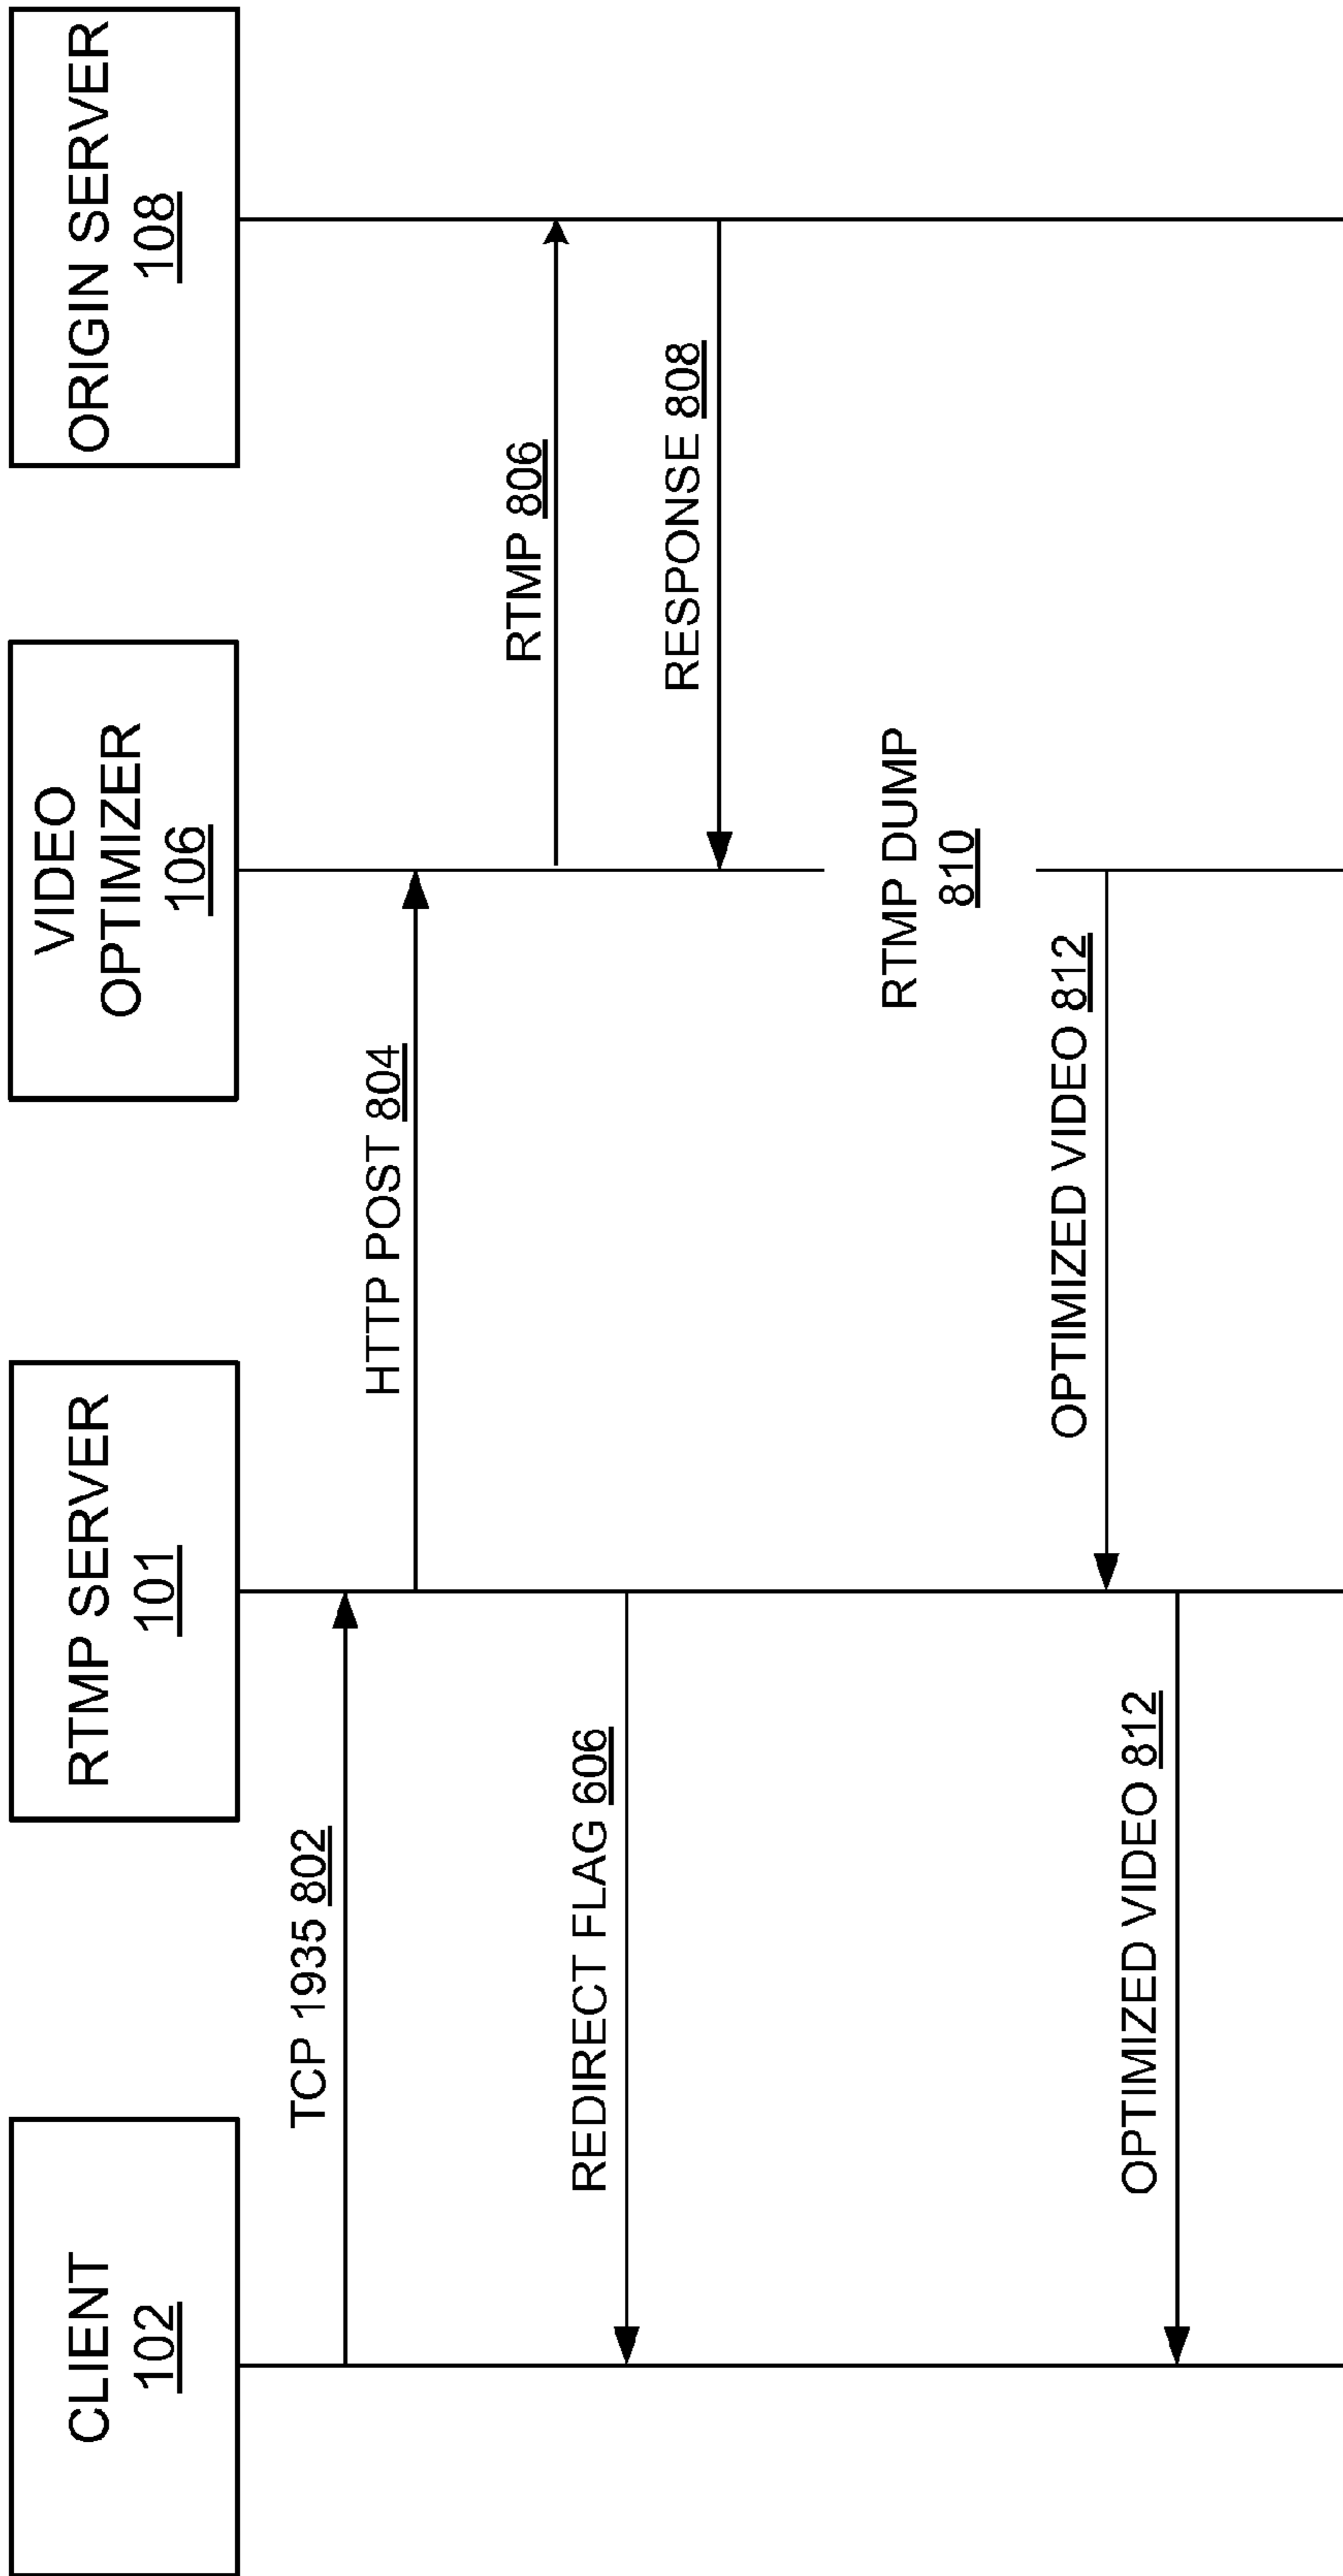 CLIENT
102
RTMP SERVER
101
VIDEO
OPTIMIZER
106
ORIGIN SERVER
108
TCP 1935 802
HTTP POST 804
RTMP 806
REDIRECT FLAG 606
RESPONSE 808
RTMP DUMP
810
OPTIMIZED VIDEO 812
OPTIMIZED VIDEO 812